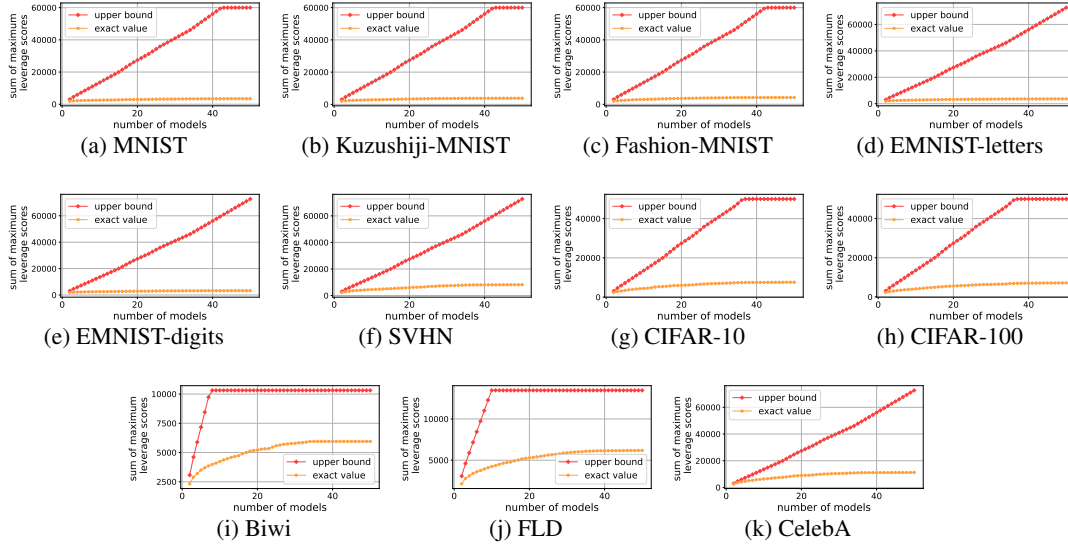 sum of maximum
leverage scores
60000
40000
20000
0
upper bound
exact value
0
20
40
number of models
(a) MNIST
sum of maximum
leverage scores
60000
40000
20000
0
upper bound
exact value
0
20
40
number of models
(b) Kuzushiji-MNIST
sum of maximum
leverage scores
60000
40000
20000
0
upper bound
exact value
0
20
40
number of models
(c) Fashion-MNIST
sum of maximum
leverage scores
60000
40000
20000
0
upper bound
exact value
0
20
40
number of models
(d) EMNIST-letters
sum of maximum
leverage scores
60000
40000
20000
0
upper bound
exact value
0
20
40
number of models
(e) EMNIST-digits
sum of maximum
leverage scores
60000
40000
20000
0
upper bound
exact value
0
20
40
number of models
(f) SVHN
sum of maximum
leverage scores
40000
20000
0
upper bound
exact value
0
20
40
number of models
(g) CIFAR-10
sum of maximum
leverage scores
40000
20000
0
upper bound
exact value
0
20
40
number of models
(h) CIFAR-100
sum of maximum
leverage scores
10000
7500
5000
2500
upper bound
exact value
0
20
40
number of models
(i) Biwi
sum of maximum
leverage scores
10000
5000
upper bound
exact value
0
20
40
number of models
(j) FLD
sum of maximum
leverage scores
60000
40000
20000
0
upper bound
exact value
0
20
40
number of models
(k) CelebA